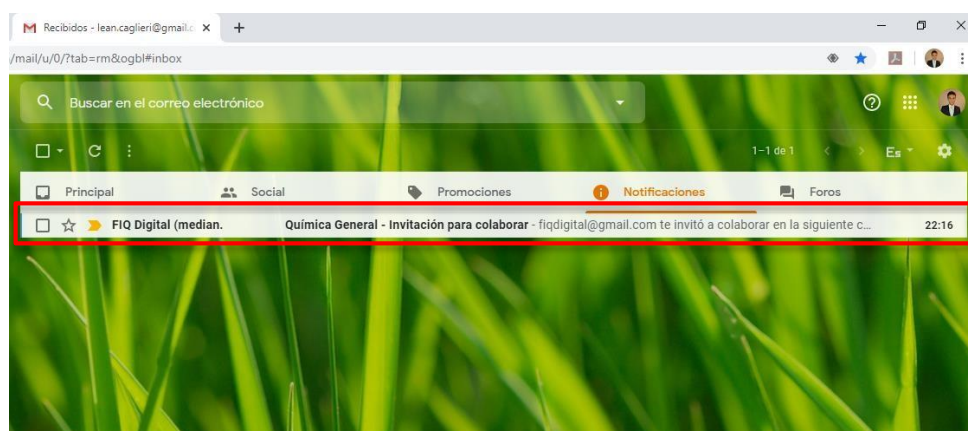 Recibidos - lean.caglieri@gmail.c
/mail/u/0/?tab=rm&ogbl#inbox
Buscar en el correo electrónico
1–1 de 1 Es
Principal Social Promociones Notificaciones Foros
FIQ Digital (median. Química General - Invitación para colaborar - fiqdigital@gmail.com te invitó a colaborar en la siguiente c... 22:16